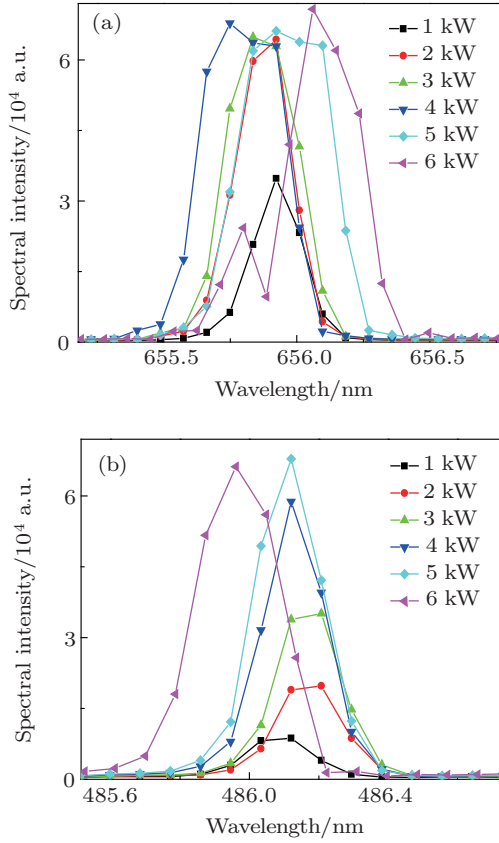 (a)
1 kW
2 kW
3 kW
4 kW
5 kW
6 kW
Spectral intensity/10⁴ a.u.
6
3
0
655.5 656.0 656.5
Wavelength/nm
(b)
1 kW
2 kW
3 kW
4 kW
5 kW
6 kW
Spectral intensity/10⁴ a.u.
6
3
0
485.6 486.0 486.4
Wavelength/nm